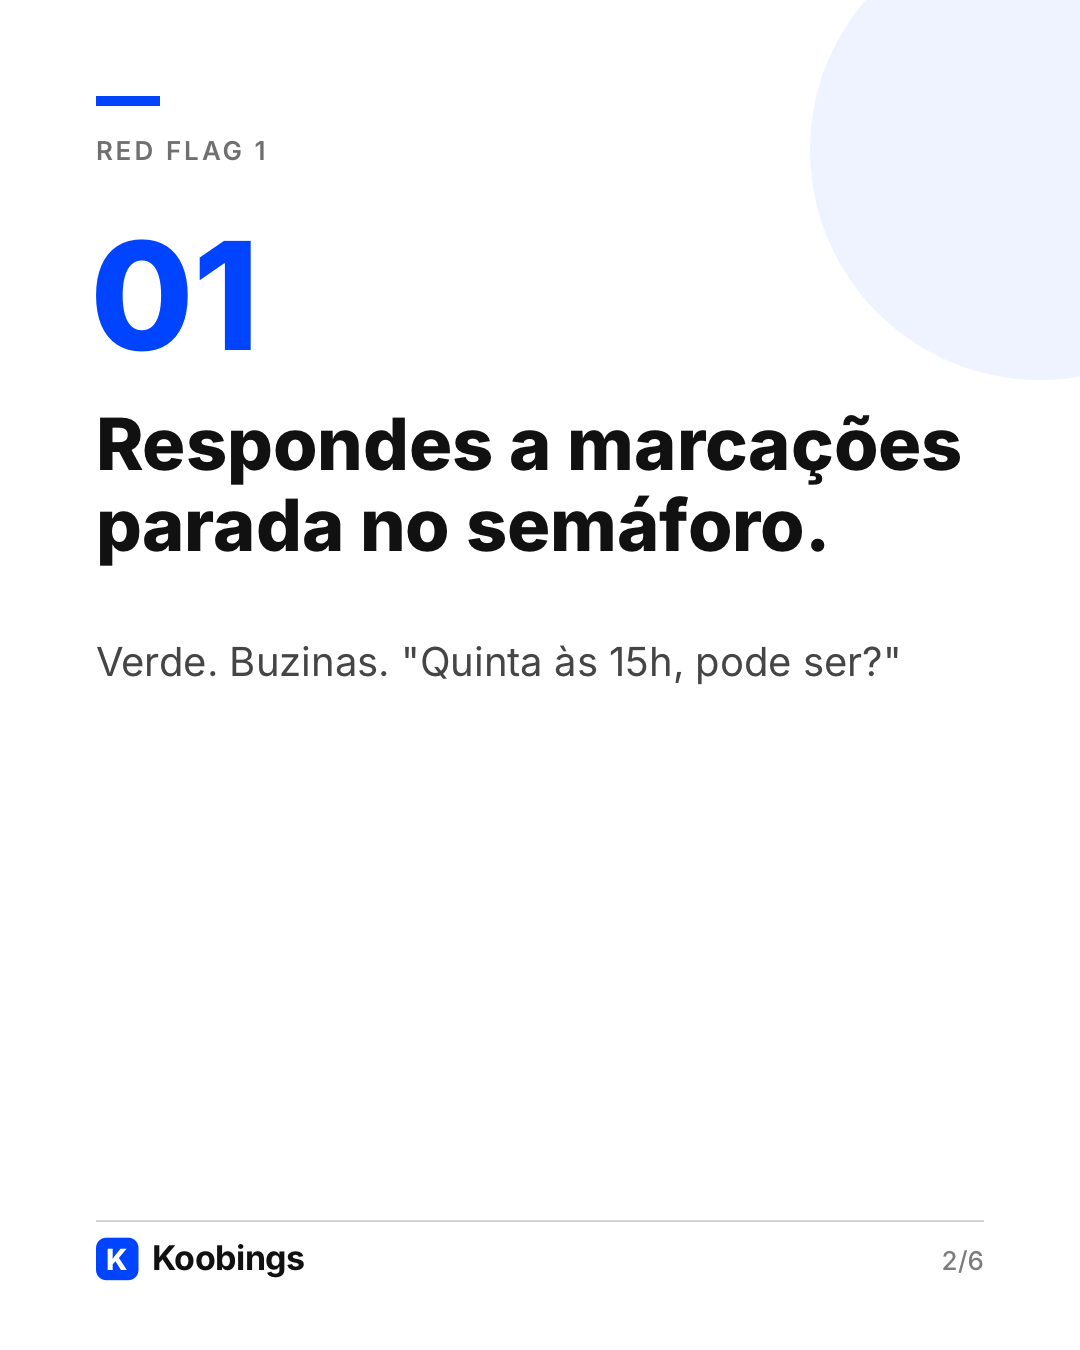 RED FLAG 1
01
Respondes a marcações
parada no semáforo.
Verde. Buzinas. "Quinta às 15h, pode ser?"
K Koobings
2/6